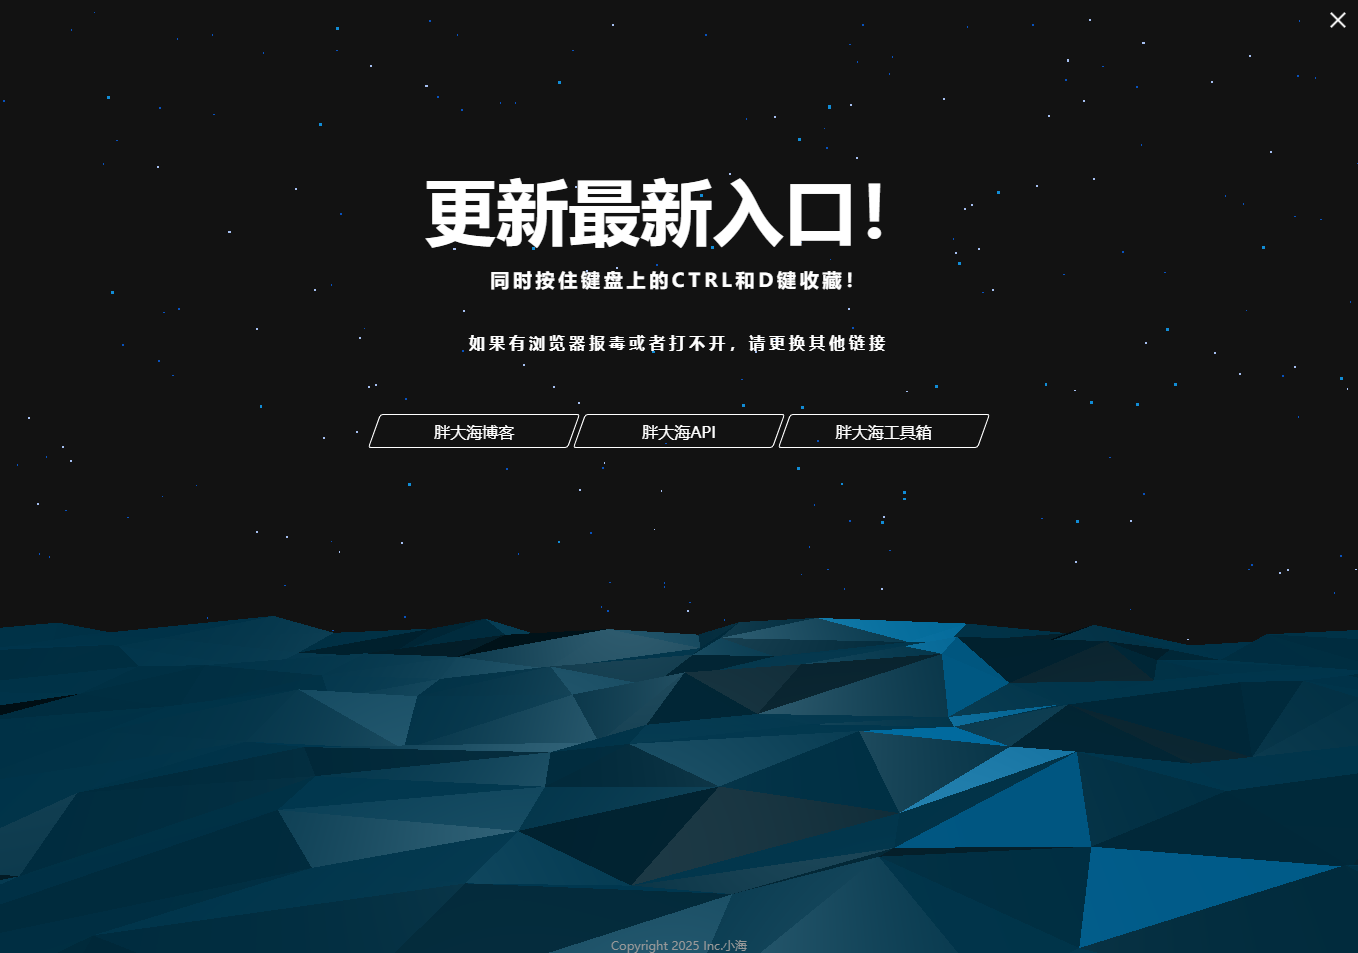 更新最新入口！
同时按住键盘上的CTRL和D键收藏！
如果有浏览器报毒或者打不开，请更换其他链接
胖大海博客 胖大海API 胖大海工具箱
Copyright 2025 Inc.小海